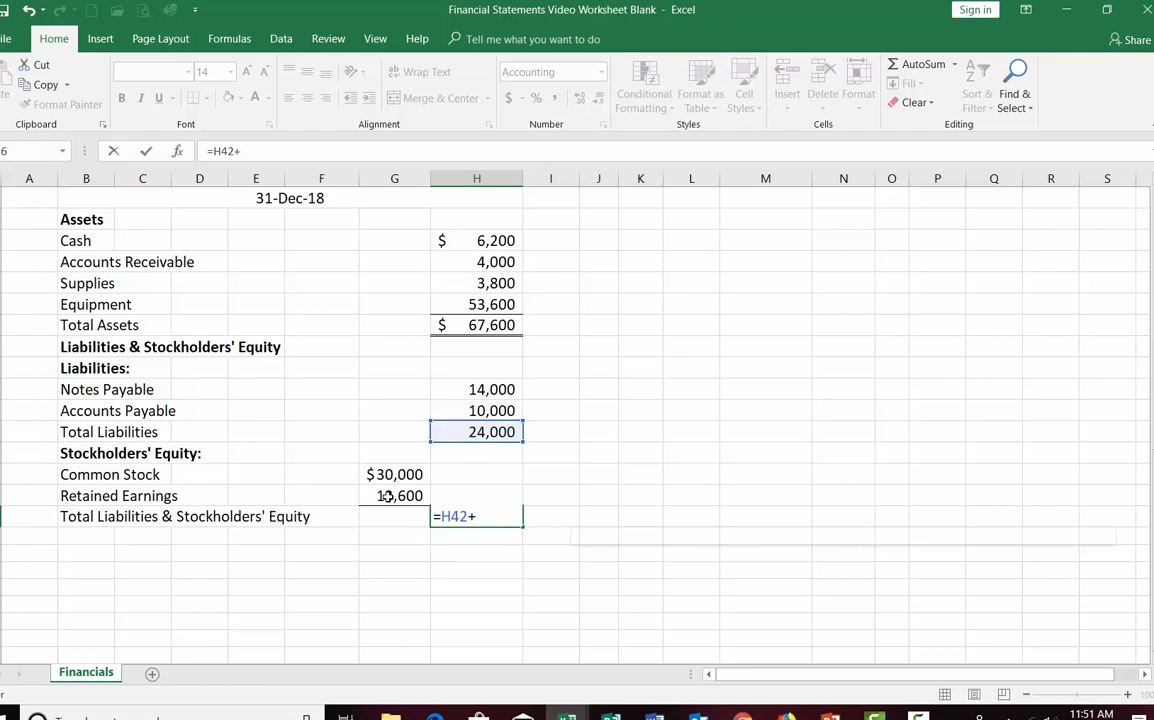 Financial Statements Video Worksheet Blank - Excel
Sign in
Home Insert Page Layout Formulas Data Review View Help Tell me what you want to do Share
Cut
Copy
Format Painter
Clipboard
14
A A
B I U A
Font
Wrap Text
Merge & Center
Alignment
Accounting
$ % ,
Number
Conditional Formatting
Format as Table
Cell Styles
Styles
Insert Delete Format
Cells
AutoSum
Fill
Clear
Sort & Filter
Find & Select
Editing
6 fx =H42+
A B C D E F G H I J K L M N O P Q R S
31-Dec-18
Assets
Cash $ 6,200
Accounts Receivable 4,000
Supplies 3,800
Equipment 53,600
Total Assets $ 67,600
Liabilities & Stockholders' Equity
Liabilities:
Notes Payable 14,000
Accounts Payable 10,000
Total Liabilities 24,000
Stockholders' Equity:
Common Stock $30,000
Retained Earnings
Total Liabilities & Stockholders' Equity =H42+
Financials
11:51 AM